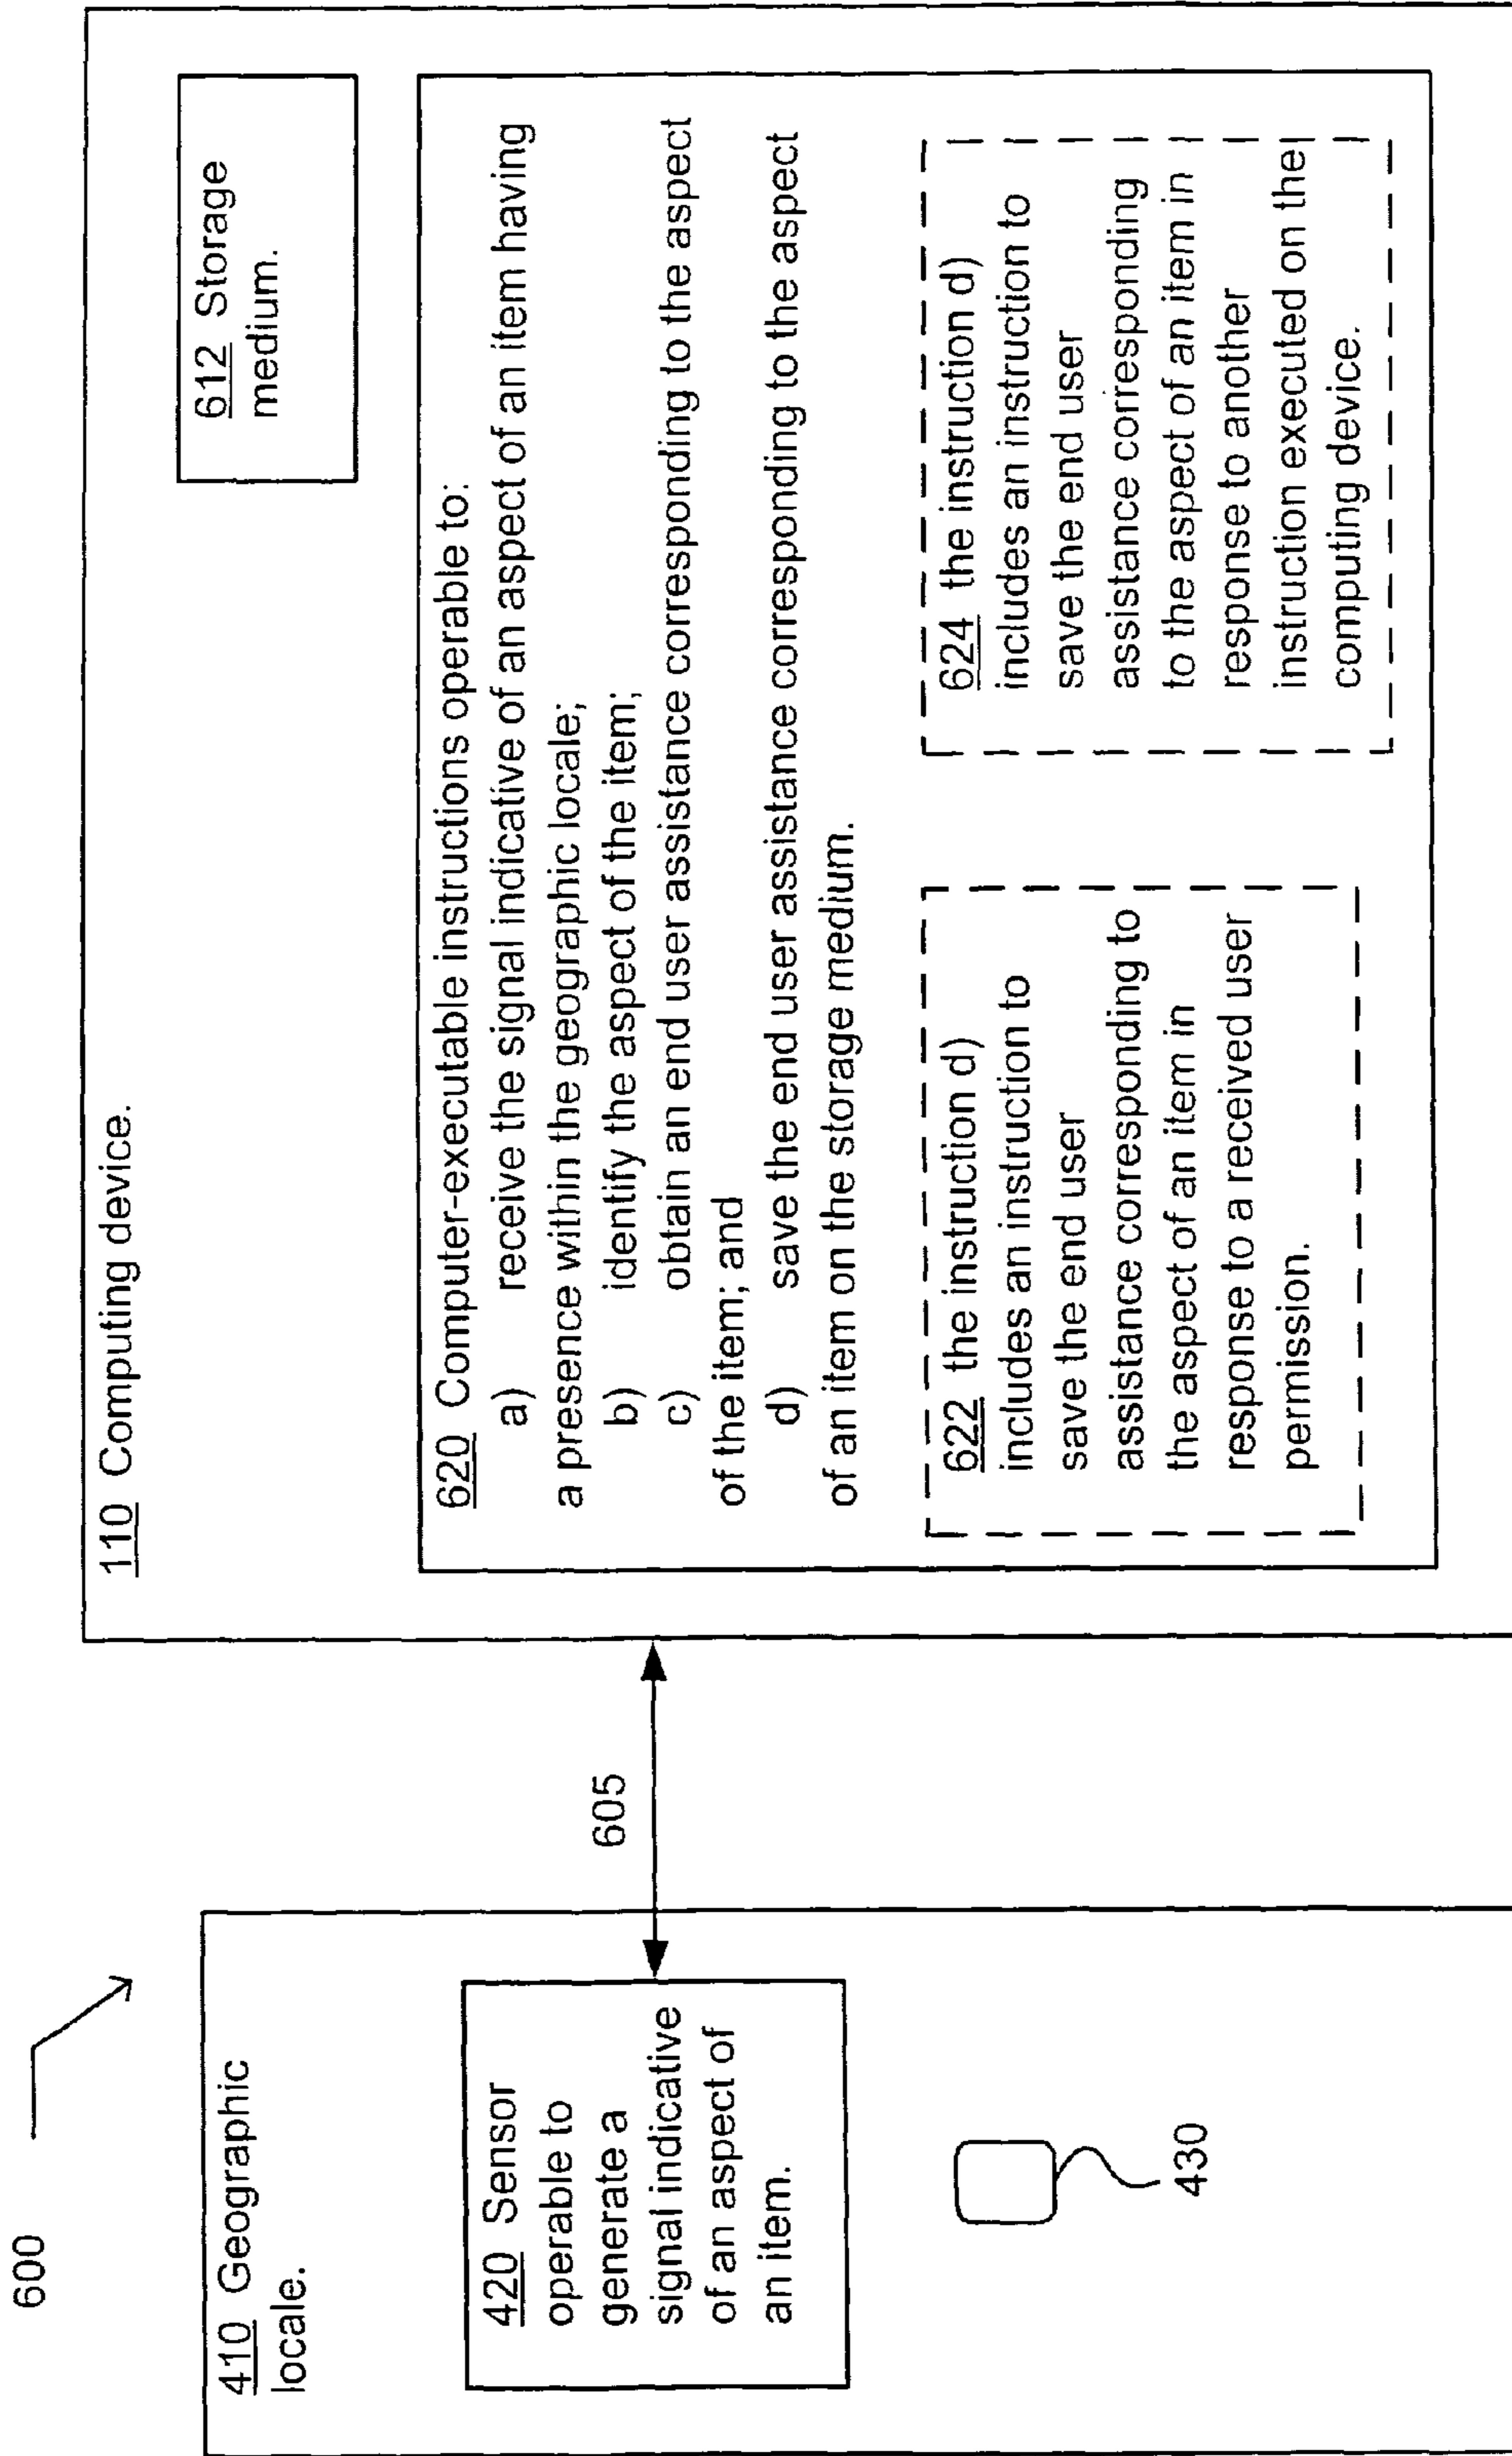 600
410 Geographic
locale.
420 Sensor
operable to
generate a
signal indicative
of an aspect of
an item.
430
605
110 Computing device.
612 Storage
medium.
620 Computer-executable instructions operable to:
a) receive the signal indicative of an aspect of an item having
a presence within the geographic locale;
b) identify the aspect of the item;
c) obtain an end user assistance corresponding to the aspect
of the item; and
d) save the end user assistance corresponding to the aspect
of an item on the storage medium.
622 the instruction d)
includes an instruction to
save the end user
assistance corresponding to
the aspect of an item in
response to a received user
permission.
624 the instruction d)
includes an instruction to
save the end user
assistance corresponding
to the aspect of an item in
response to another
instruction executed on the
computing device.